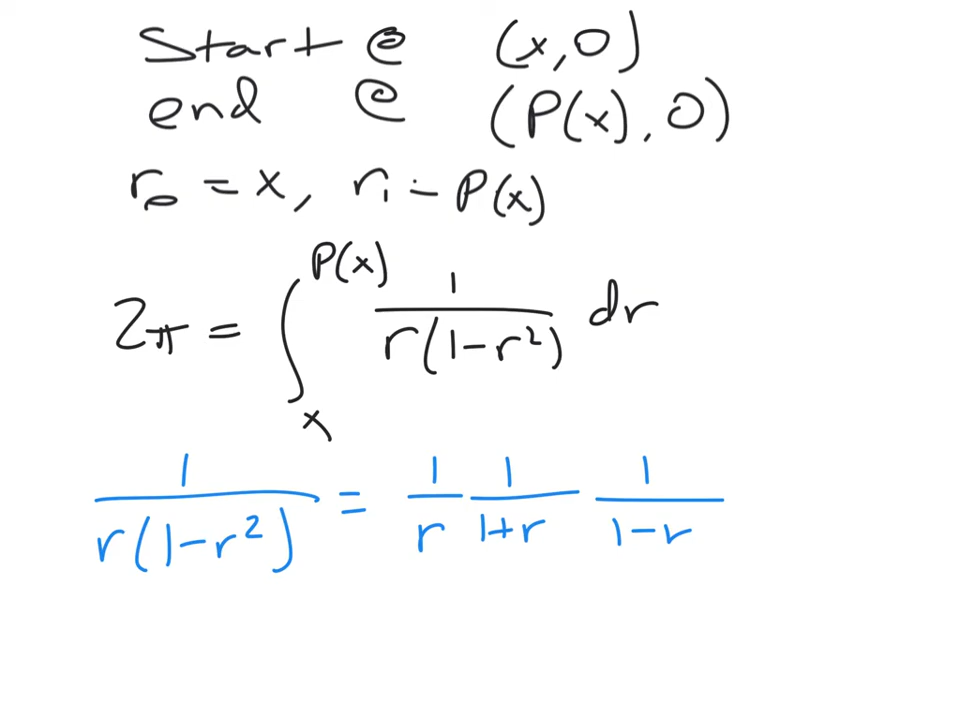 Start @ (x,0)
end @ (P(x),0)
r₀ = x, r₁ = P(x)
2π = ∫ₓ^P(x) 1/(r(1-r²)) dr
1/(r(1-r²)) = 1/r 1/(1+r) 1/(1-r)